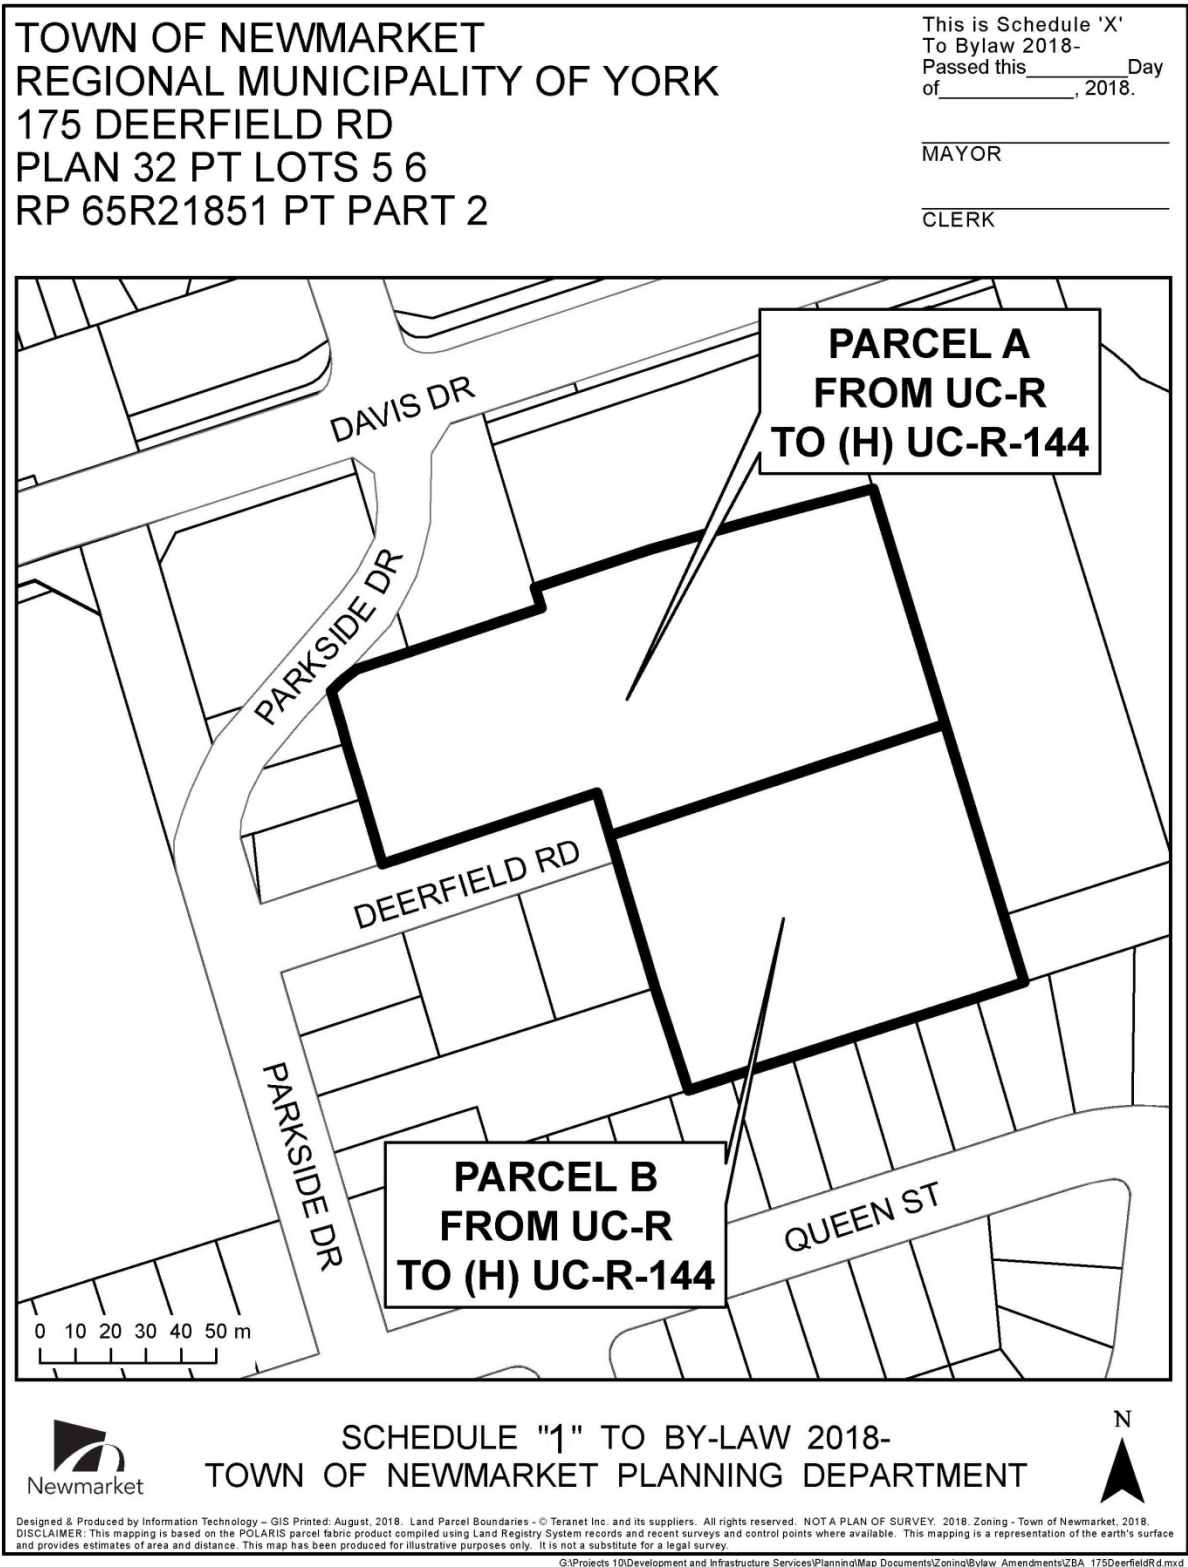 TOWN OF NEWMARKET
REGIONAL MUNICIPALITY OF YORK
175 DEERFIELD RD
PLAN 32 PT LOTS 5 6
RP 65R21851 PT PART 2
This is Schedule 'X'
To Bylaw 2018-
Passed this_________Day
of____________, 2018.
MAYOR
CLERK
PARCEL A
FROM UC-R
TO (H) UC-R-144
DAVIS DR
PARKSIDE DR
DEERFIELD RD
PARKSIDE DR
PARCEL B
FROM UC-R
TO (H) UC-R-144
QUEEN ST
0 10 20 30 40 50 m
Newmarket
SCHEDULE "1" TO BY-LAW 2018-
TOWN OF NEWMARKET PLANNING DEPARTMENT
N
Designed & Produced by Information Technology – GIS Printed: August, 2018. Land Parcel Boundaries - © Teranet Inc. and its suppliers. All rights reserved. NOT A PLAN OF SURVEY. 2018. Zoning - Town of Newmarket, 2018.
DISCLAIMER: This mapping is based on the POLARIS parcel fabric product compiled using Land Registry System records and recent surveys and control points where available. This mapping is a representation of the earth's surface
and provides estimates of area and distance. This map has been produced for illustrative purposes only. It is not a substitute for a legal survey.
G:\Projects 10\Development and Infrastructure Services\Planning\Map Documents\Zoning\Bylaw_Amendments\ZBA_175DeerfieldRd.mxd